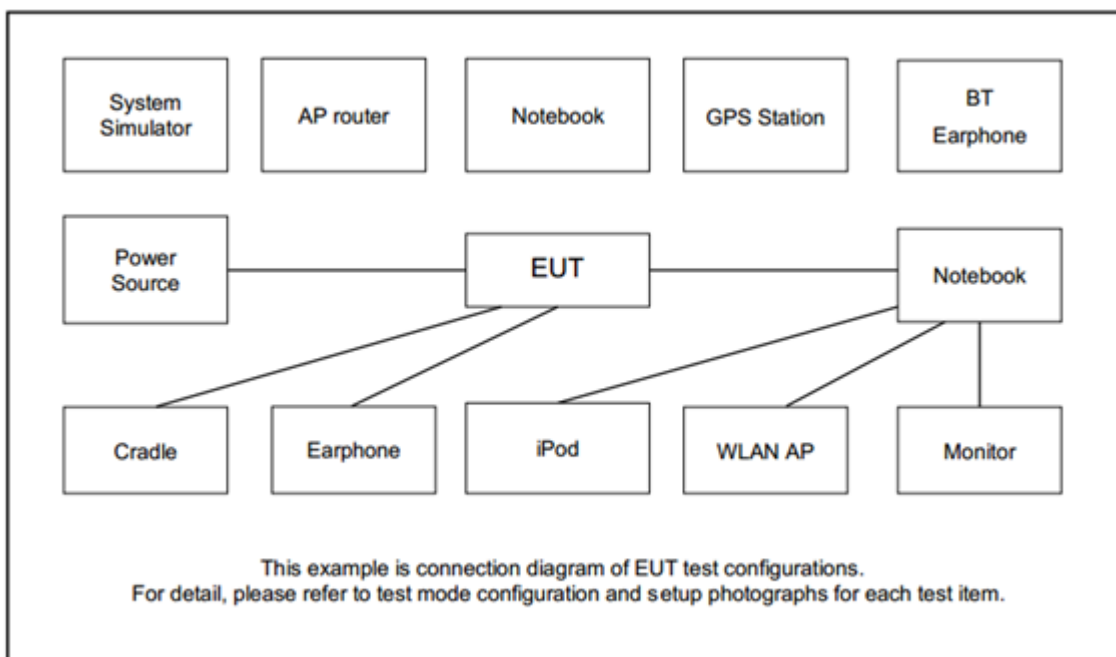 System
Simulator
AP router
Notebook
GPS Station
BT
Earphone
Power
Source
EUT
Notebook
Cradle
Earphone
iPod
WLAN AP
Monitor
This example is connection diagram of EUT test configurations.
For detail, please refer to test mode configuration and setup photographs for each test item.